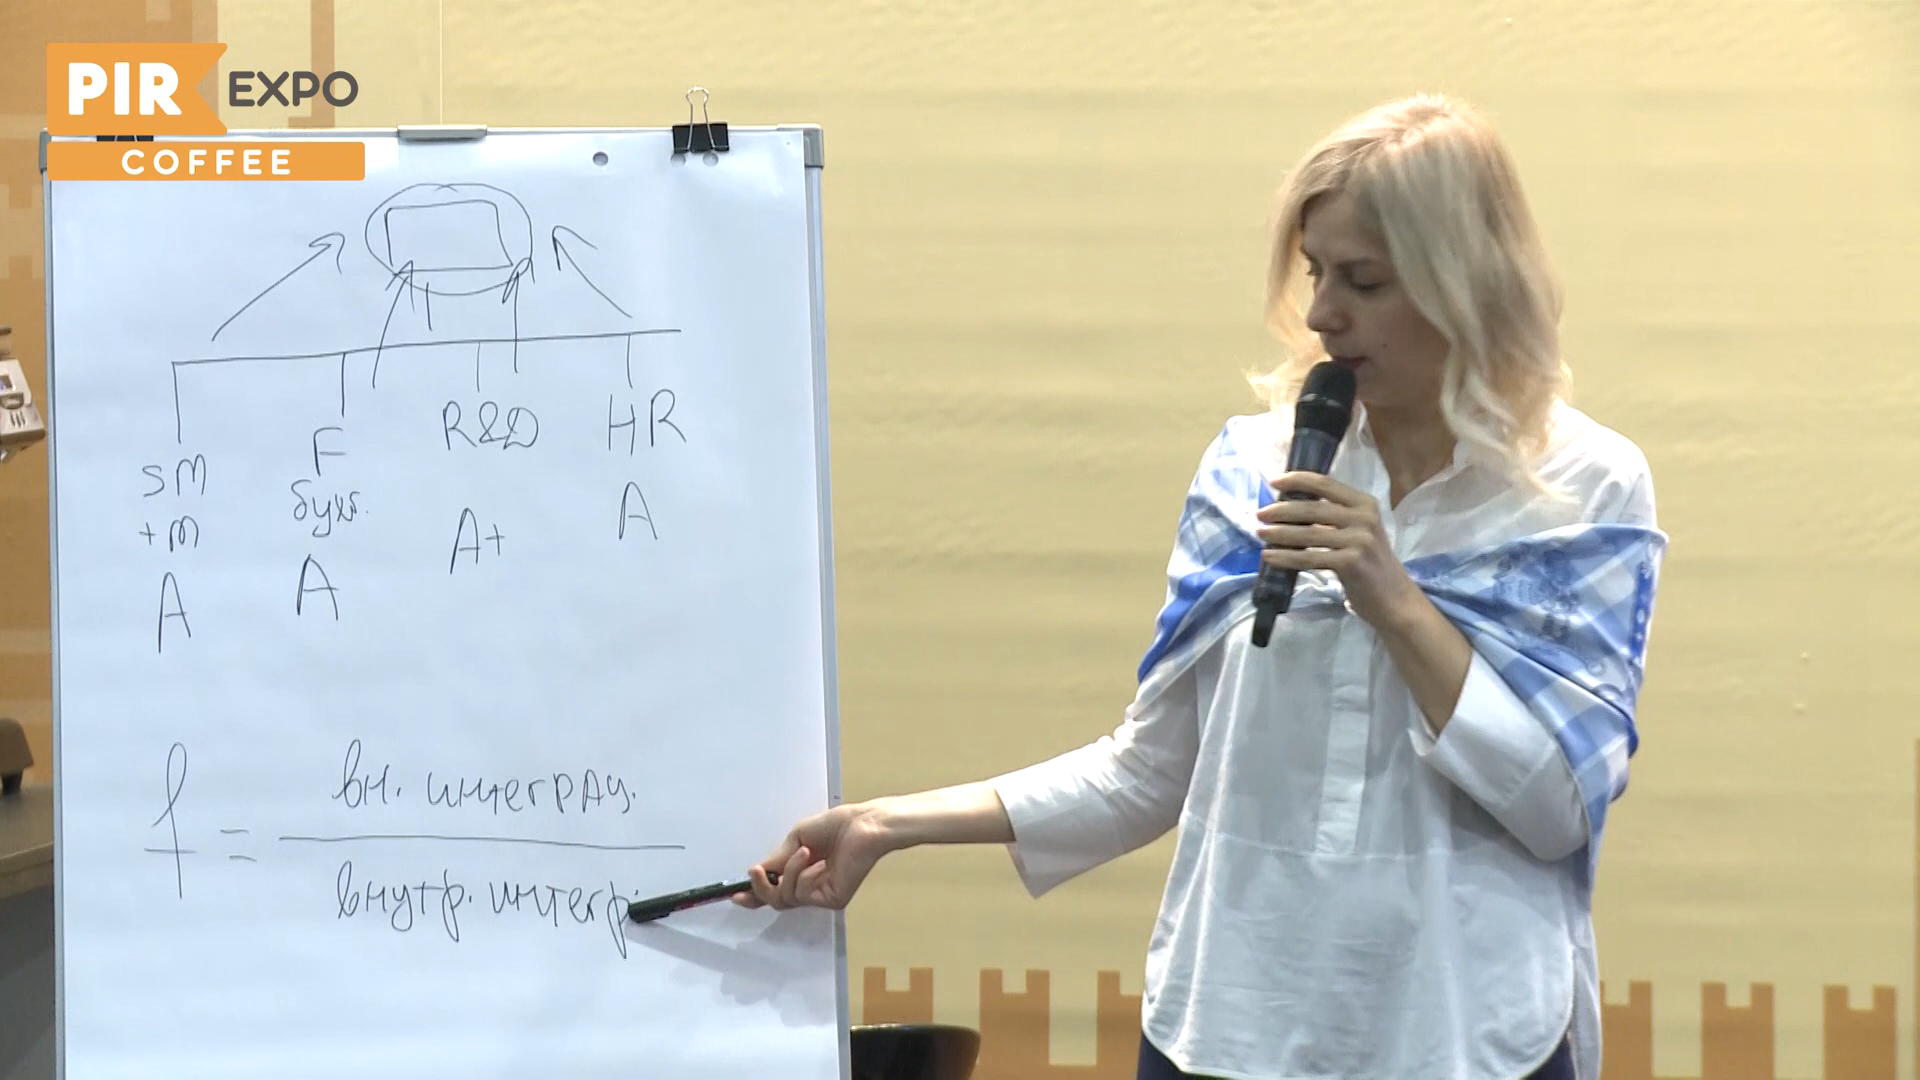 PIR EXPO
COFFEE
SM F R&D HR
+M бухг.
A A A+ A
f = вн. интеграц.
внутр. интегр.